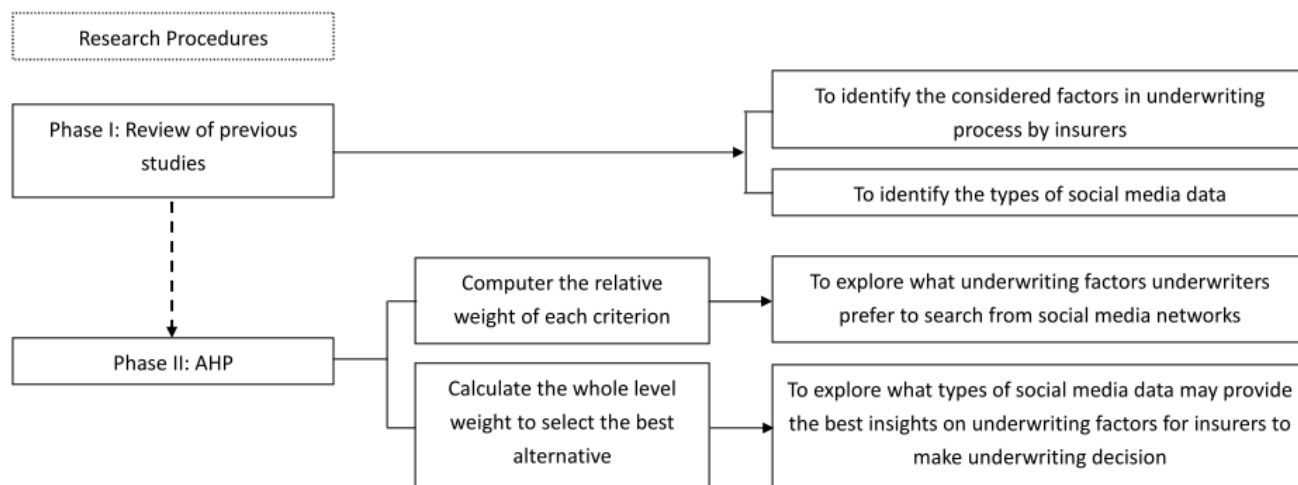 Research Procedures
Phase I: Review of previous
studies
To identify the considered factors in underwriting
process by insurers
To identify the types of social media data
Phase II: AHP
Computer the relative
weight of each criterion
To explore what underwriting factors underwriters
prefer to search from social media networks
Calculate the whole level
weight to select the best
alternative
To explore what types of social media data may provide
the best insights on underwriting factors for insurers to
make underwriting decision